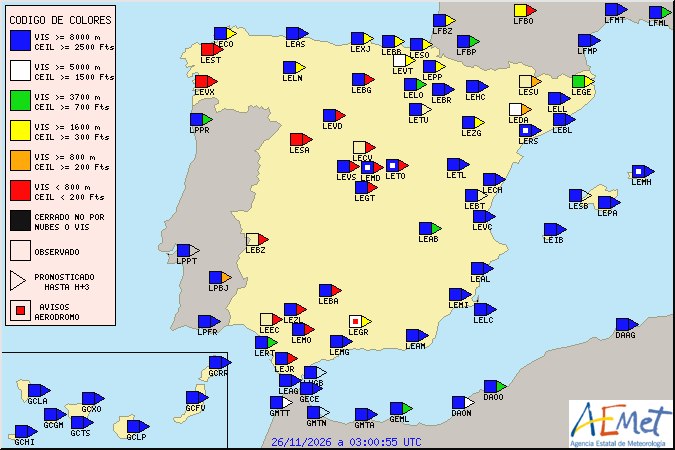 CODIGO DE COLORES
VIS >= 8000 m
CEIL >= 2500 Fts
VIS >= 5000 m
CEIL >= 1500 Fts
VIS >= 3700 m
CEIL >= 700 Fts
VIS >= 1600 m
CEIL >= 300 Fts
VIS >= 800 m
CEIL >= 200 Fts
VIS < 800 m
CEIL < 200 Fts
CERRADO NO POR
NUBES O VIS
OBSERVADO
PRONOSTICADO
HASTA H+3
AVISOS
AERODROMO
LECO
LEST
LEAS
LEXJ
LEBB
LESO
LFBZ
LFBP
LFBO
LFMT
LFML
LFMP
LEVX
LELN
LEBG
LEVT
LEPP
LELO
LEBR
LEHC
LESU
LEGE
LELL
LPPR
LEVD
LETU
LEZG
LEDA
LERS
LEBL
LESA
LECV
LEVS
LEMD
LETO
LEGT
LETL
LECH
LEBT
LEVC
LEMH
LESB
LEPA
LEIB
LEBZ
LEAB
LPPT
LPBJ
LEAL
LEBA
LEMI
LELC
LPFR
LEEC
LEZL
LEMO
LEGR
LERT
LEMG
LEAM
DAAG
LEJR
LEAG
LXGB
GECE
GMTT
GMTN
GMTA
GEML
DAON
DAOO
GCRR
GCLA
GCXO
GCFV
GCGM
GCTS
GCHI
GCLP
26/11/2026 a 03:00:55 UTC
AEMet
Agencia Estatal de Meteorología